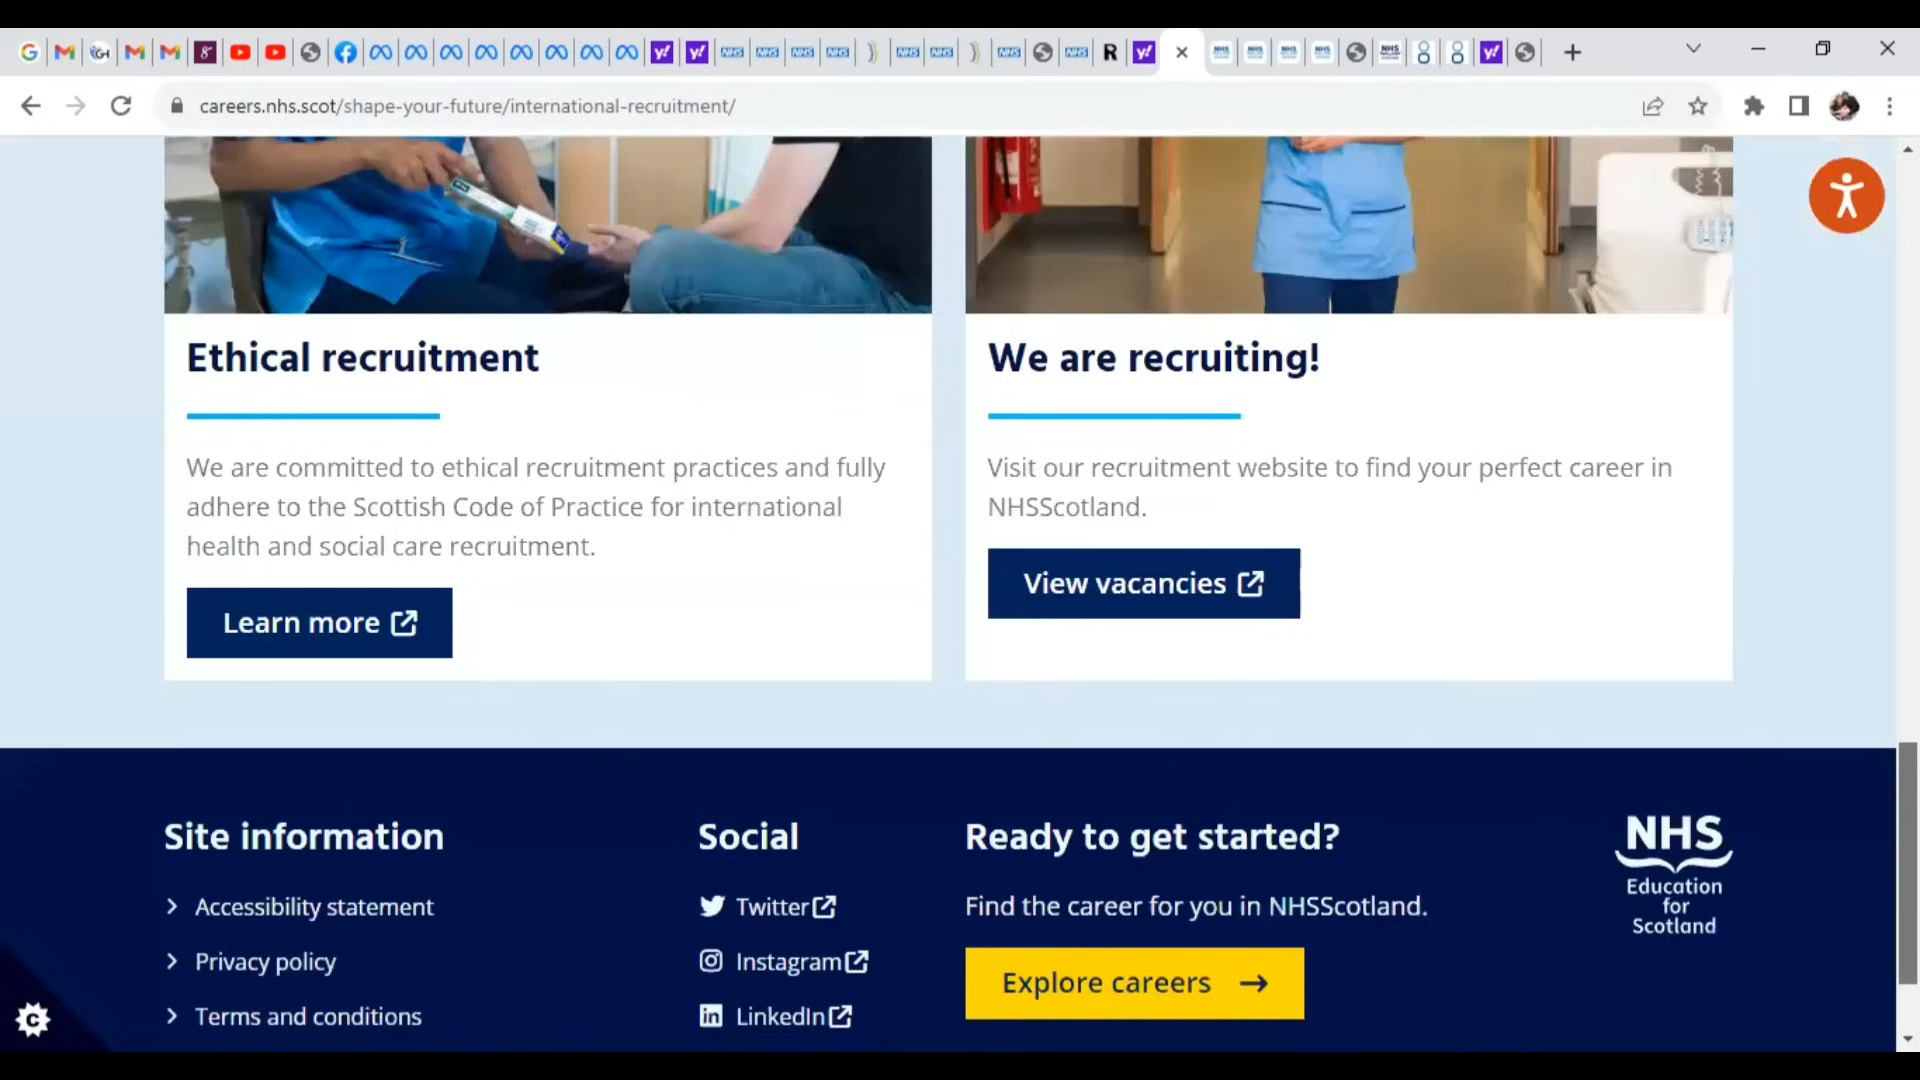 careers.nhs.scot/shape-your-future/international-recruitment/
Ethical recruitment
We are committed to ethical recruitment practices and fully
adhere to the Scottish Code of Practice for international
health and social care recruitment.
Learn more
We are recruiting!
Visit our recruitment website to find your perfect career in
NHSScotland.
View vacancies
Site information
Accessibility statement
Privacy policy
Terms and conditions
Social
Twitter
Instagram
LinkedIn
Ready to get started?
Find the career for you in NHSScotland.
Explore careers
NHS
Education
for
Scotland